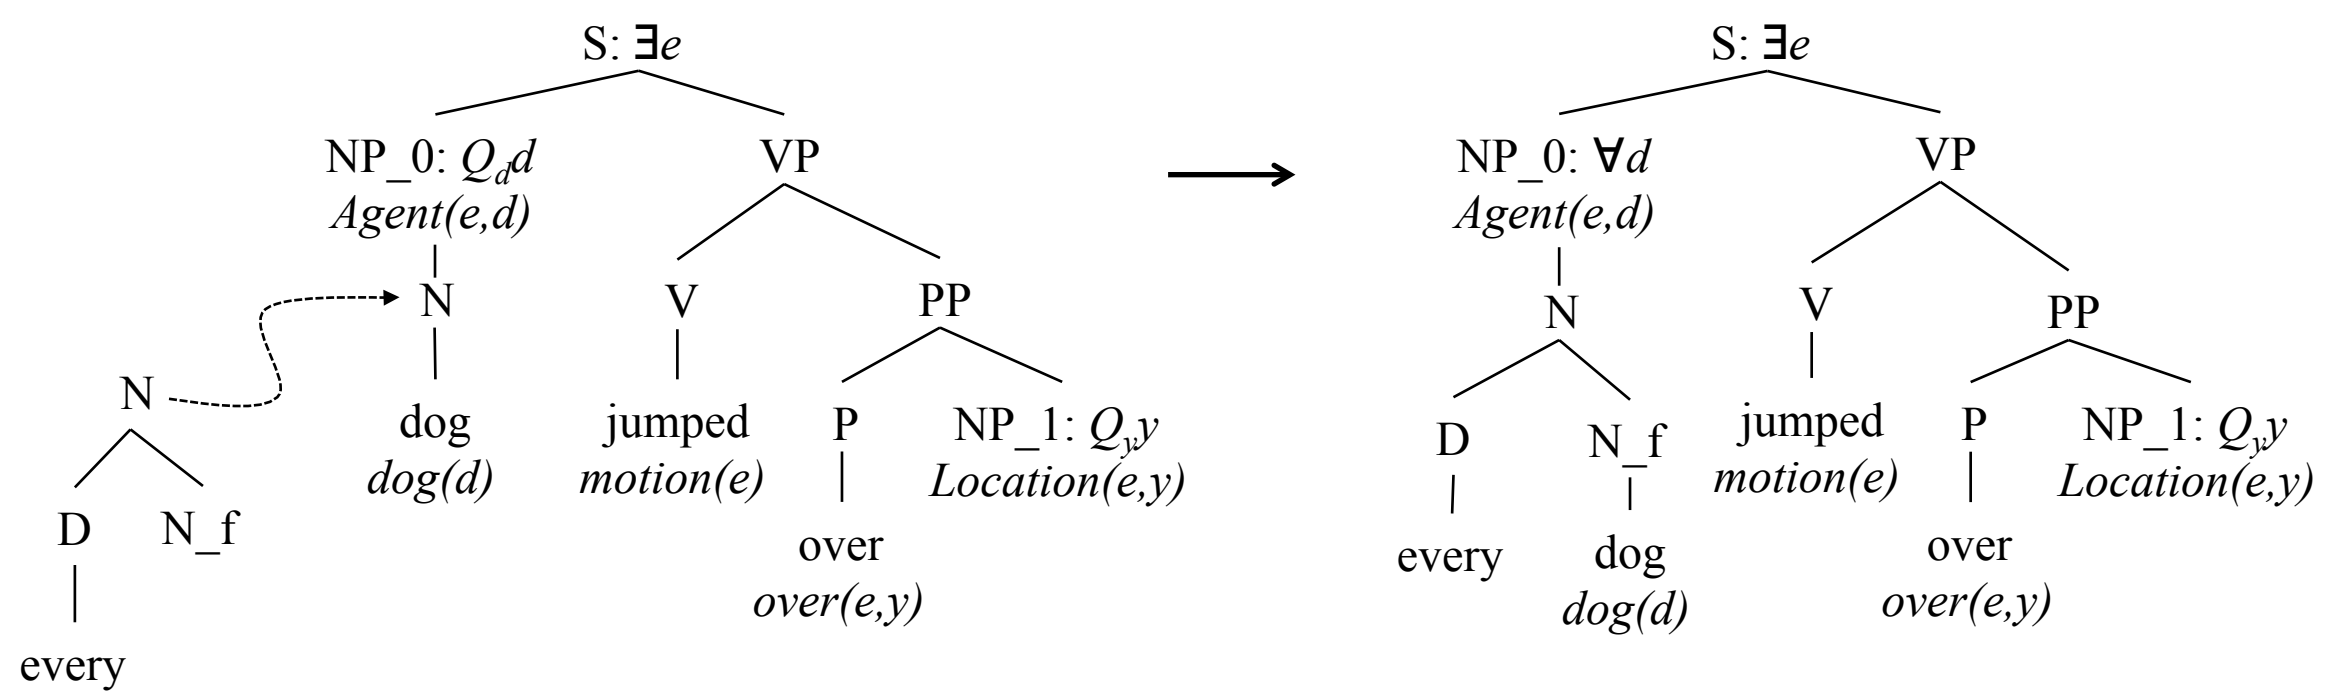 S: ∃e
S: ∃e
NP_0: Q_d d
VP
NP_0: ∀d
VP
Agent(e,d)
Agent(e,d)
N
V
PP
N
V
PP
N
dog
jumped
P
NP_1: Q_y y
D
N_f
jumped
P
NP_1: Q_y y
dog(d)
motion(e)
Location(e,y)
motion(e)
Location(e,y)
D
N_f
over
every
dog
over
over(e,y)
dog(d)
over(e,y)
every